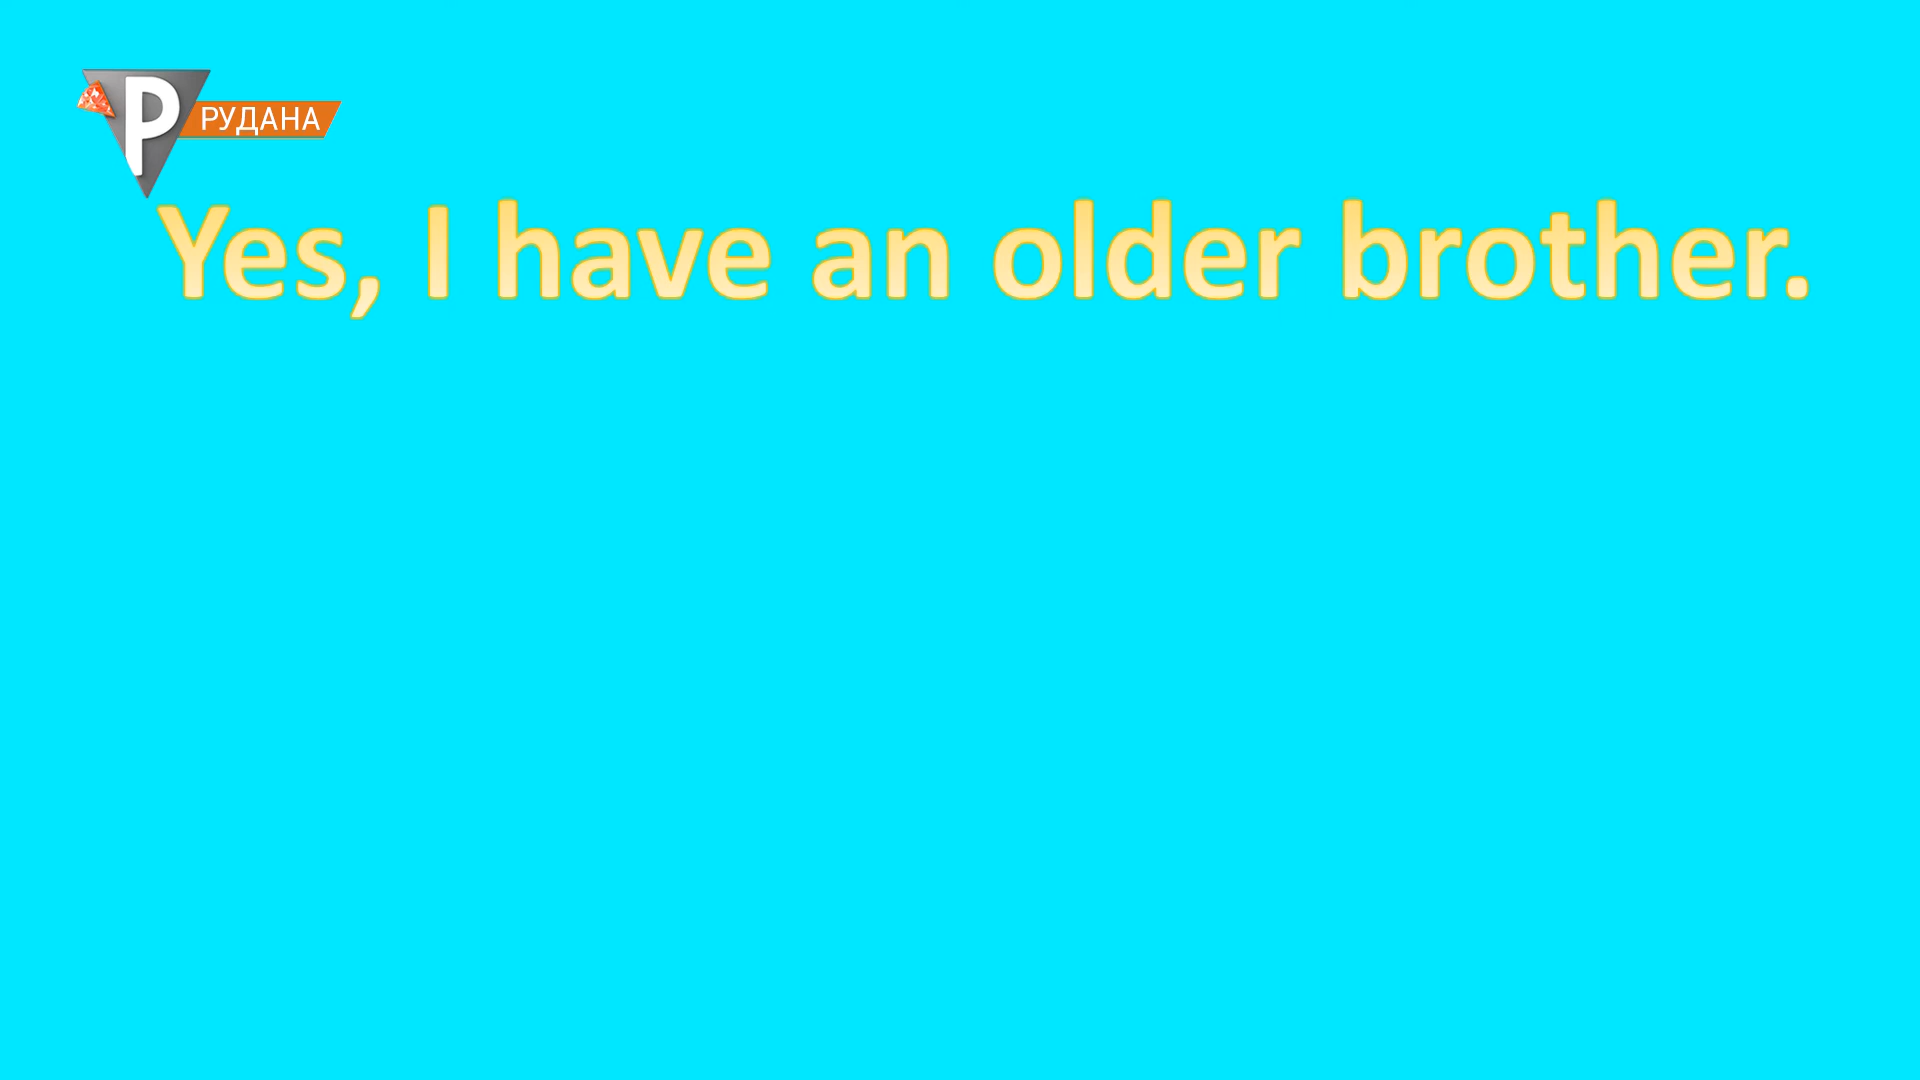 Р РУДАНА
Yes, I have an older brother.